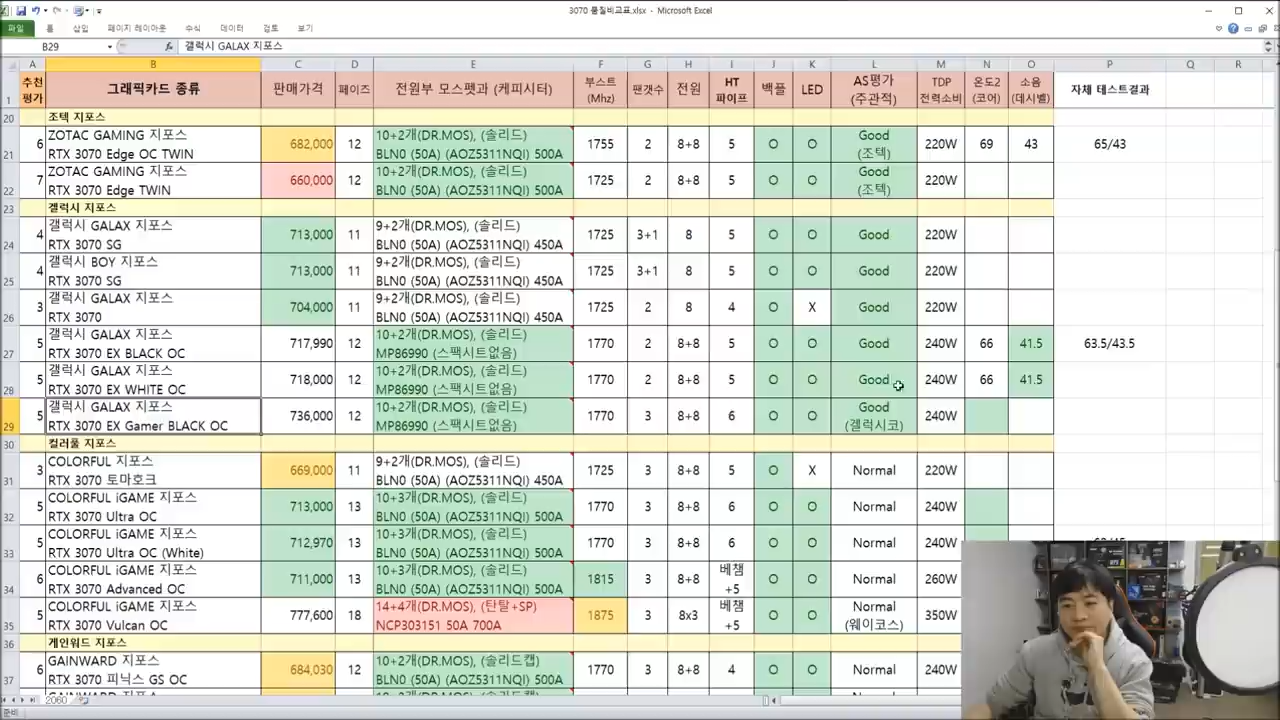 3070 품질비교표.xlsx - Microsoft Excel
파일 홈 삽입 페이지 레이아웃 수식 데이터 검토 보기
B29 fx 갤럭시 GALAX 지포스
A B C D E F G H I J K L M N O P Q R
추천 평가 그래픽카드 종류 판매가격 페이즈 전원부 모스펫과 (케피시터) 부스트 (Mhz) 팬갯수 전원 HT 파이프 백플 LED AS평가 (주관적) TDP 전력소비 온도2 (코어) 소음 (데시벨) 자체 테스트결과
1
20 조텍 지포스
ZOTAC GAMING 지포스 10+2개(DR.MOS), (솔리드) Good
21 6 RTX 3070 Edge OC TWIN 682,000 12 BLN0 (50A) (AOZ5311NQI) 500A 1755 2 8+8 5 O O (조텍) 220W 69 43 65/43
ZOTAC GAMING 지포스 10+2개(DR.MOS), (솔리드) Good
22 7 RTX 3070 Edge TWIN 660,000 12 BLN0 (50A) (AOZ5311NQI) 500A 1725 2 8+8 5 O O (조텍) 220W
23 겔럭시 지포스
갤럭시 GALAX 지포스 9+2개(DR.MOS), (솔리드)
24 4 RTX 3070 SG 713,000 11 BLN0 (50A) (AOZ5311NQI) 450A 1725 3+1 8 5 O O Good 220W
갤럭시 BOY 지포스 9+2개(DR.MOS), (솔리드)
25 4 RTX 3070 SG 713,000 11 BLN0 (50A) (AOZ5311NQI) 450A 1725 3+1 8 5 O O Good 220W
갤럭시 GALAX 지포스 9+2개(DR.MOS), (솔리드)
26 3 RTX 3070 704,000 11 BLN0 (50A) (AOZ5311NQI) 450A 1725 2 8 4 O X Good 220W
갤럭시 GALAX 지포스 10+2개(DR.MOS), (솔리드)
27 5 RTX 3070 EX BLACK OC 717,990 12 MP86990 (스팩시트없음) 1770 2 8+8 5 O O Good 240W 66 41.5 63.5/43.5
갤럭시 GALAX 지포스 10+2개(DR.MOS), (솔리드)
28 5 RTX 3070 EX WHITE OC 718,000 12 MP86990 (스팩시트없음) 1770 2 8+8 5 O O Good 240W 66 41.5
갤럭시 GALAX 지포스 10+2개(DR.MOS), (솔리드) Good
29 5 RTX 3070 EX Gamer BLACK OC 736,000 12 MP86990 (스팩시트없음) 1770 3 8+8 6 O O (겔럭시코) 240W
30 컬러풀 지포스
COLORFUL 지포스 9+2개(DR.MOS), (솔리드)
31 3 RTX 3070 토마호크 669,000 11 BLN0 (50A) (AOZ5311NQI) 450A 1725 3 8+8 5 O X Normal 220W
COLORFUL iGAME 지포스 10+3개(DR.MOS), (솔리드)
32 5 RTX 3070 Ultra OC 713,000 13 BLN0 (50A) (AOZ5311NQI) 500A 1770 3 8+8 6 O O Normal 240W
COLORFUL iGAME 지포스 10+3개(DR.MOS), (솔리드)
33 5 RTX 3070 Ultra OC (White) 712,970 13 BLN0 (50A) (AOZ5311NQI) 500A 1770 3 8+8 6 O O Normal 240W
COLORFUL iGAME 지포스 10+3개(DR.MOS), (솔리드) 베챔
34 6 RTX 3070 Advanced OC 711,000 13 BLN0 (50A) (AOZ5311NQI) 500A 1815 3 8+8 +5 O O Normal 260W
COLORFUL iGAME 지포스 14+4개(DR.MOS), (탄탈+SP) 베챔 Normal
35 5 RTX 3070 Vulcan OC 777,600 18 NCP303151 50A 700A 1875 3 8x3 +5 O O (웨이코스) 350W
36 게인워드 지포스
GAINWARD 지포스 10+2개(DR.MOS), (솔리드캡)
37 6 RTX 3070 피닉스 GS OC 684,030 12 BLN0 (50A) (AOZ5311NQI) 500A 1770 3 8+8 4 O O Normal 240W
GAINWARD 지포스
2060
준비